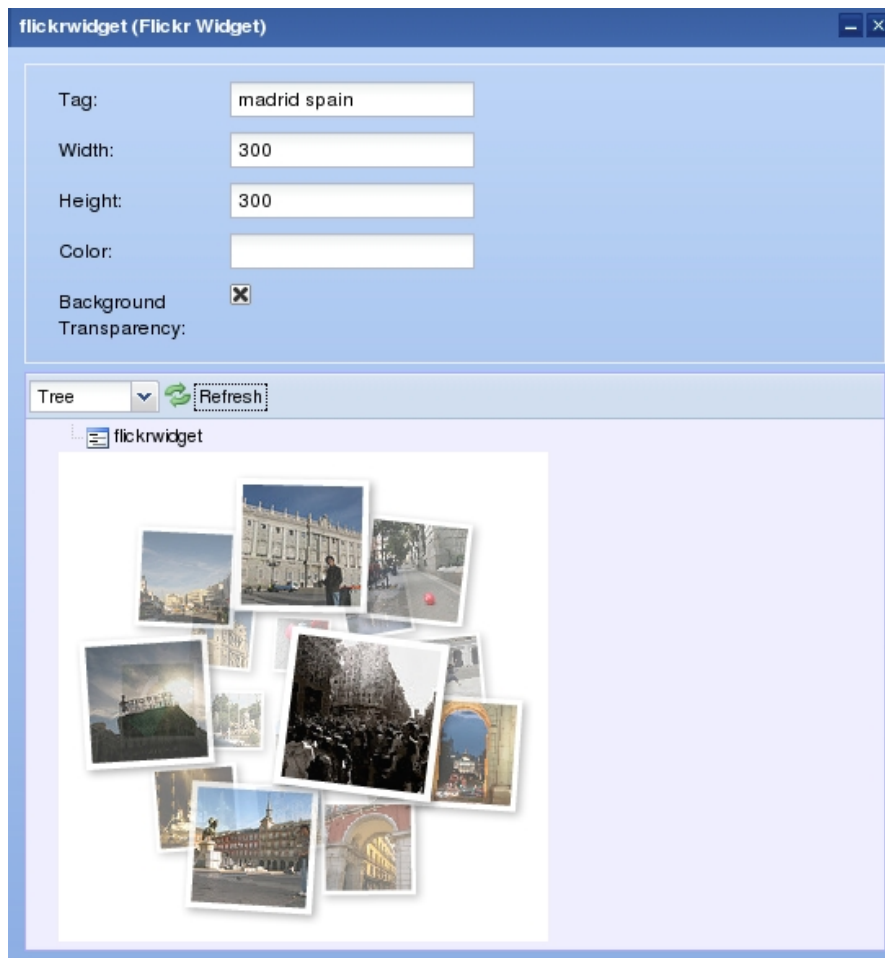 flickrwidget (Flickr Widget)
Tag: madrid spain
Width: 300
Height: 300
Color:
Background
Transparency:
Tree Refresh
flickrwidget